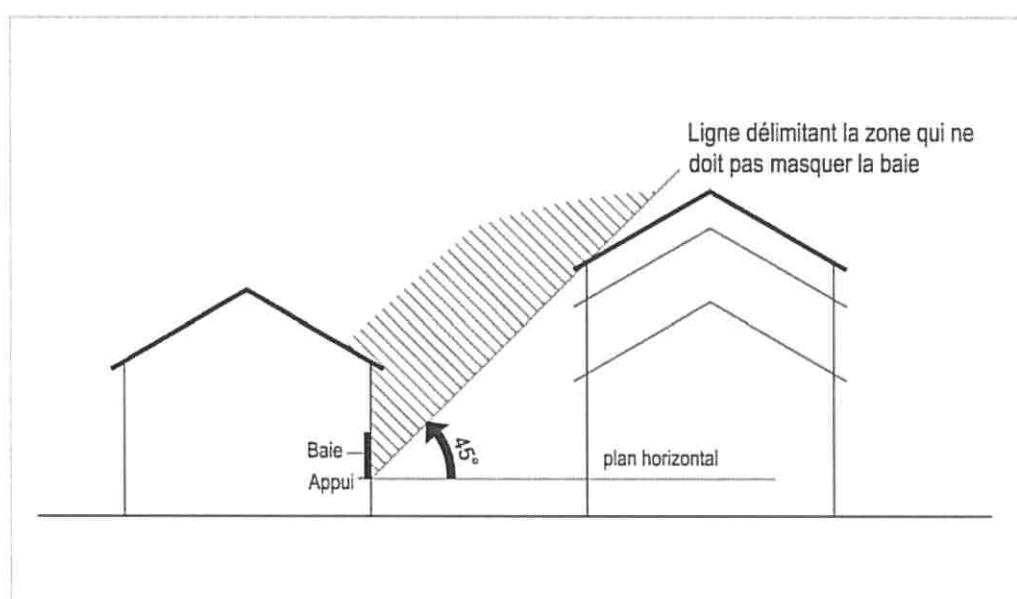 Ligne délimitant la zone qui ne
doit pas masquer la baie
45°
Baie
plan horizontal
Appui